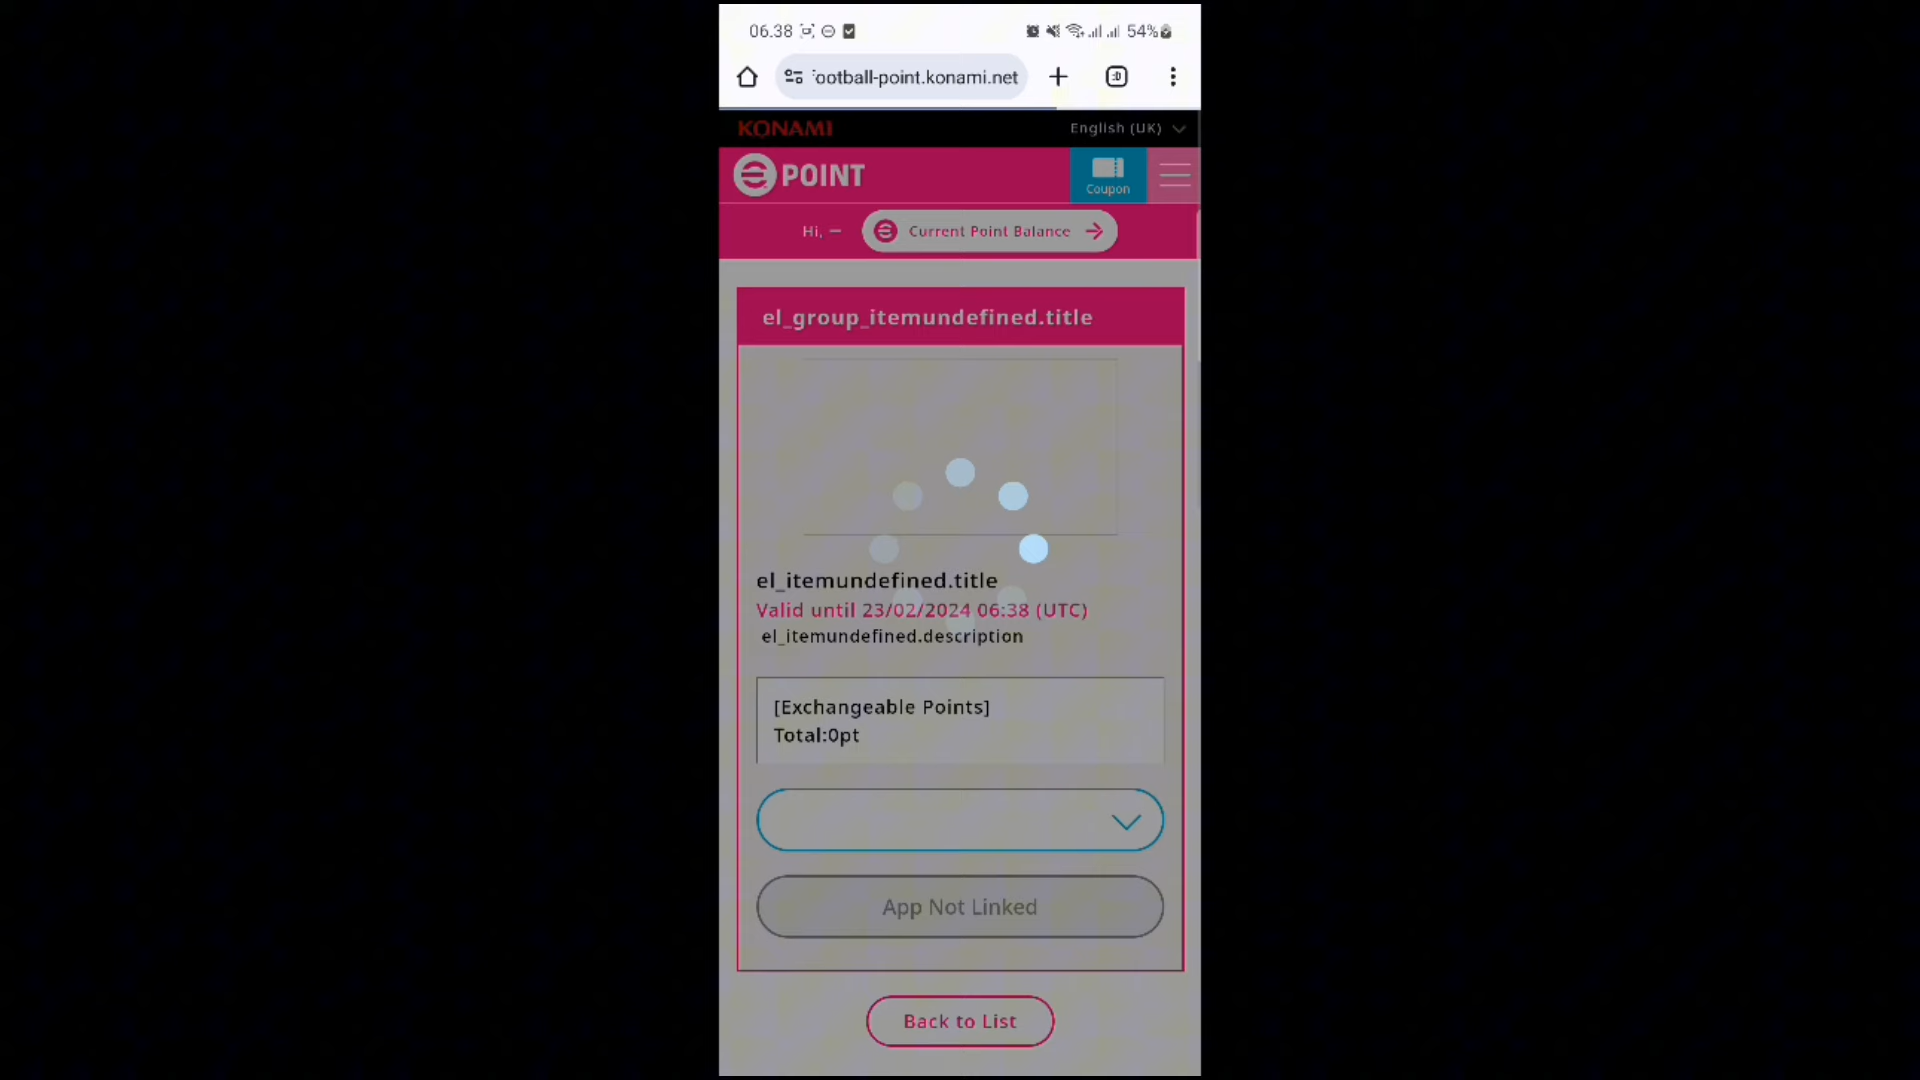 06.38
54%
football-point.konami.net
KONAMI
English (UK)
POINT
Coupon
Hi, –
Current Point Balance
el_group_itemundefined.title
el_itemundefined.title
Valid until 23/02/2024 06:38 (UTC)
el_itemundefined.description
[Exchangeable Points]
Total:0pt
App Not Linked
Back to List